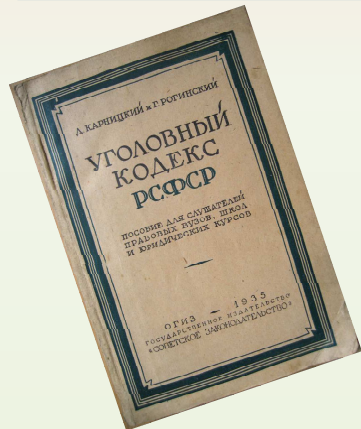 Д. КАРНИЦКИЙ и Г. РОГИНСКИЙ
УГОЛОВНЫЙ
КОДЕКС
РСФСР
ПОСОБИЕ ДЛЯ СЛУШАТЕЛЕЙ
ПРАВОВЫХ ВУЗОВ, ШКОЛ
И ЮРИДИЧЕСКИХ КУРСОВ
ОГИЗ — 1935
ГОСУДАРСТВЕННОЕ ИЗДАТЕЛЬСТВО
«СОВЕТСКОЕ ЗАКОНОДАТЕЛЬСТВО»